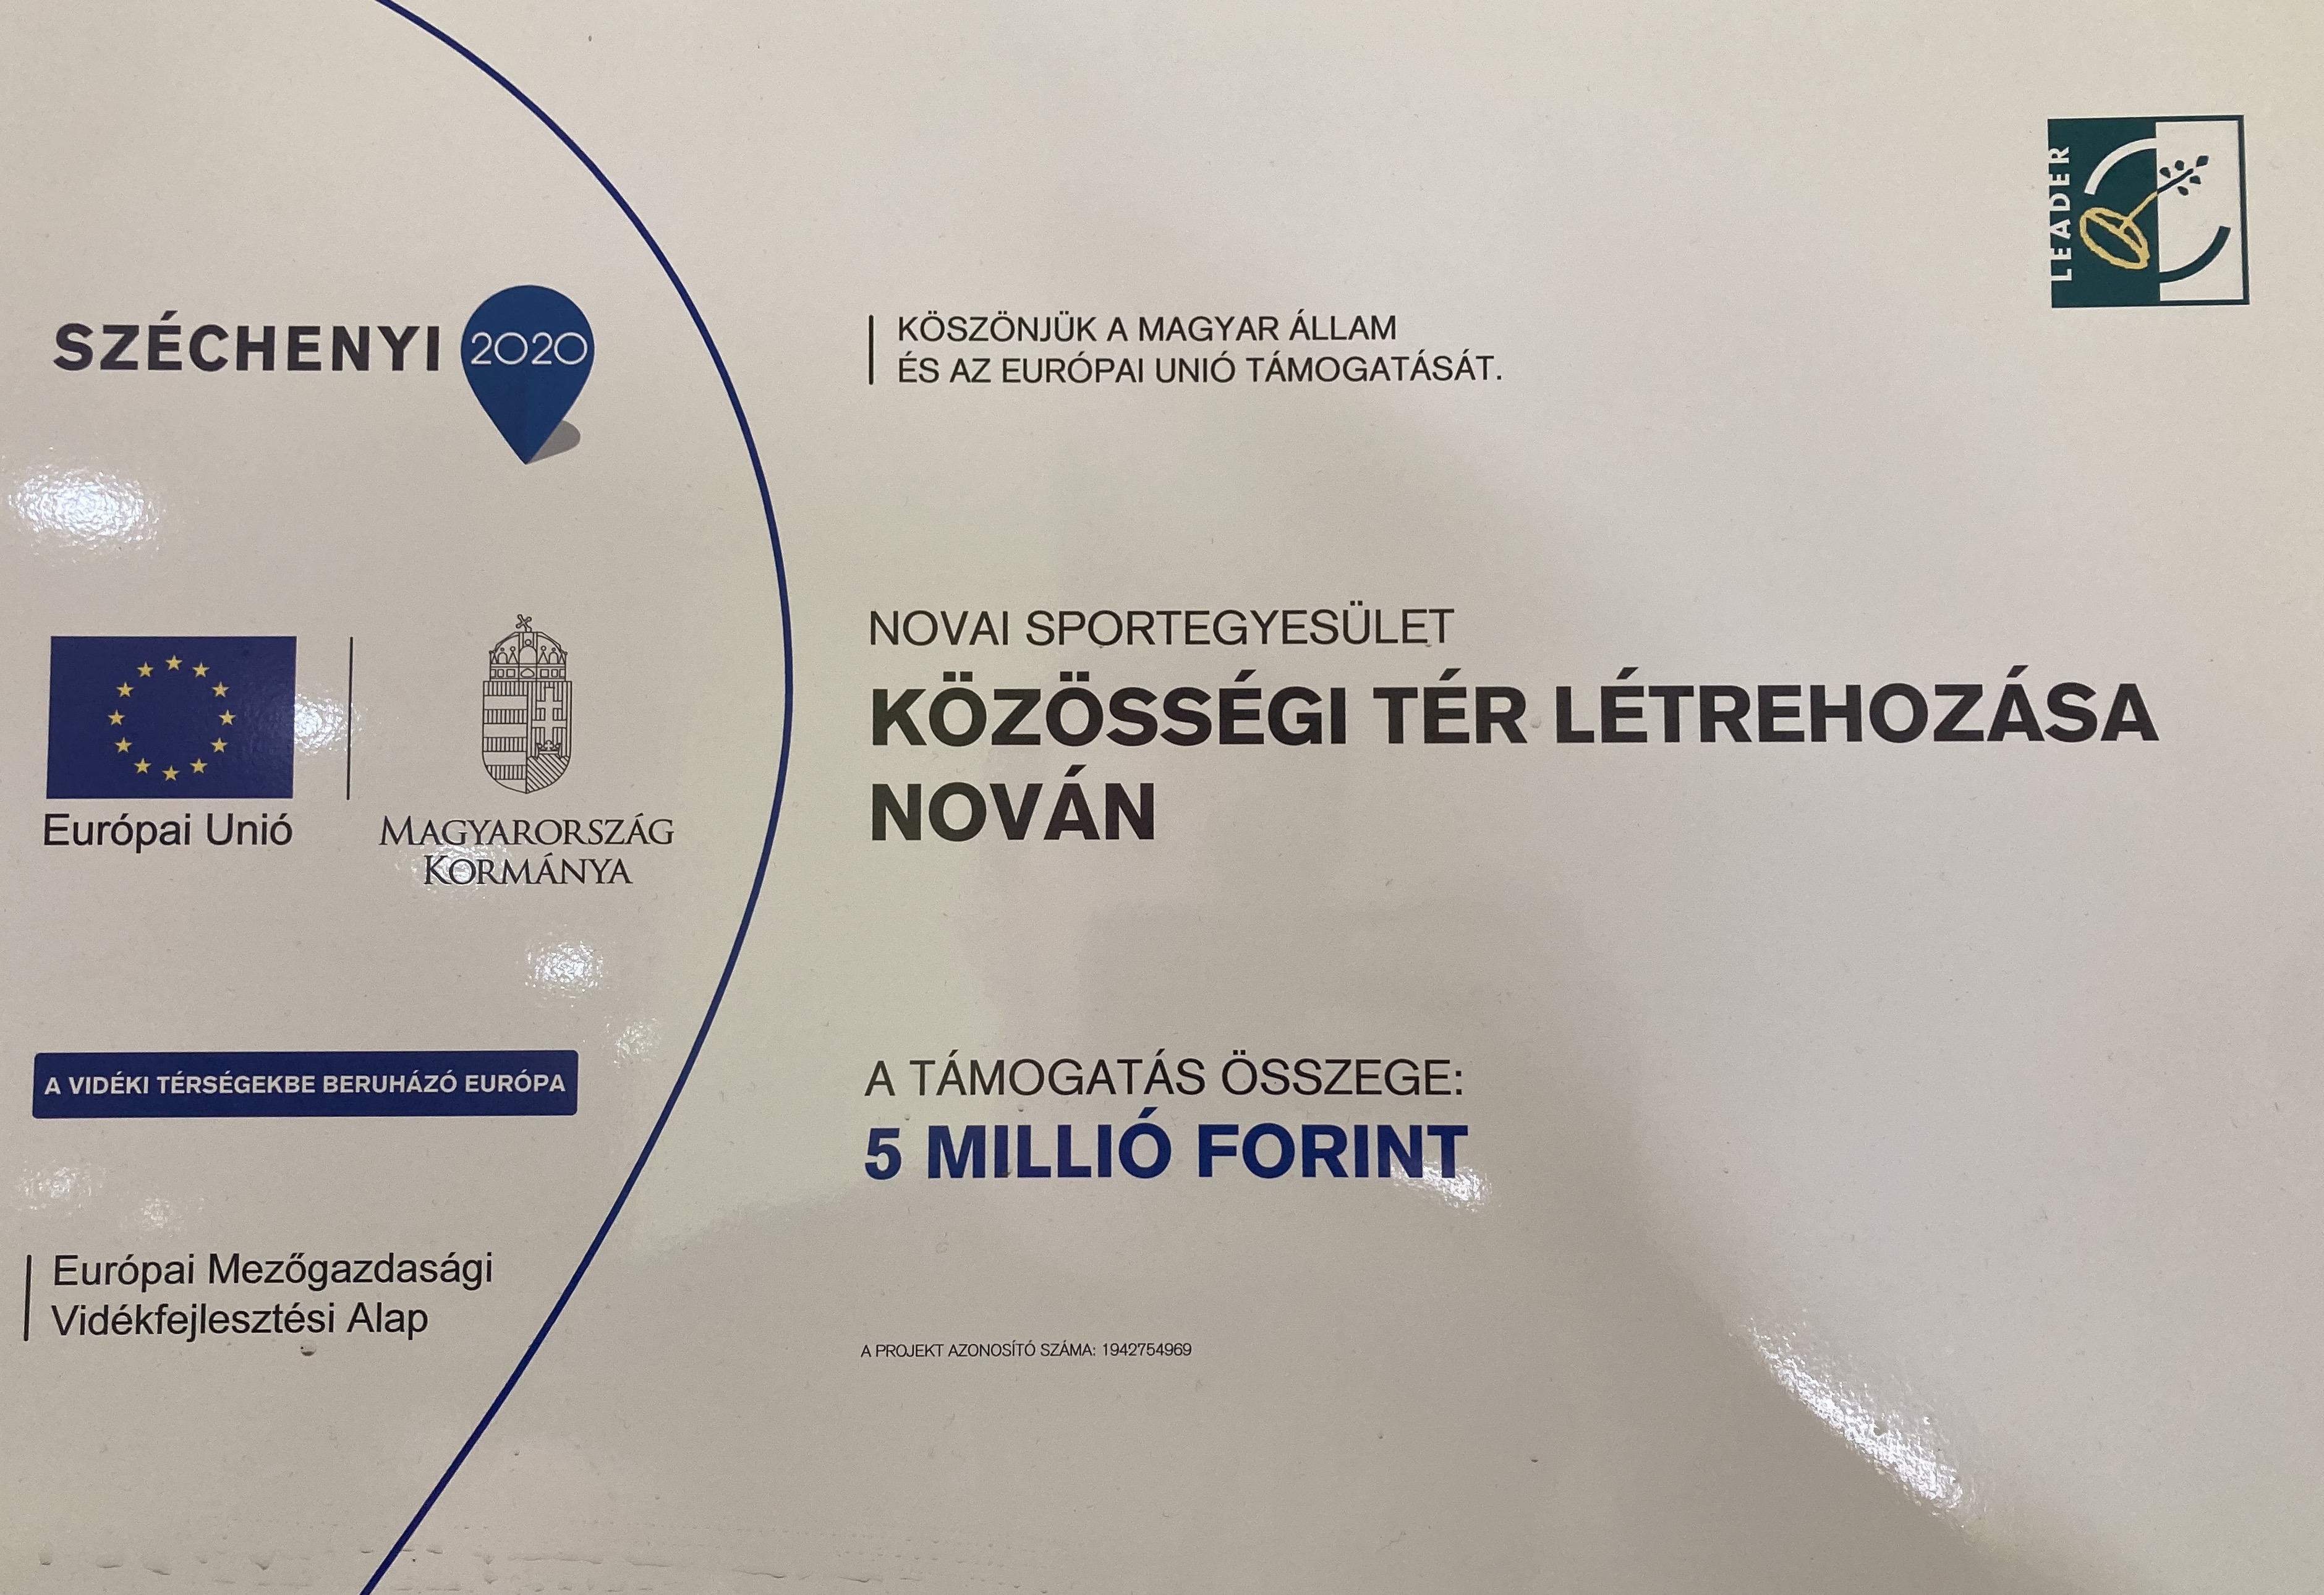 SZÉCHENYI 2020
Európai Unió
MAGYARORSZÁG
KORMÁNYA
A VIDÉKI TÉRSÉGEKBE BERUHÁZÓ EURÓPA
Európai Mezőgazdasági
Vidékfejlesztési Alap
LEADER
KÖSZÖNJÜK A MAGYAR ÁLLAM
ÉS AZ EURÓPAI UNIÓ TÁMOGATÁSÁT.
NOVAI SPORTEGYESÜLET
KÖZÖSSÉGI TÉR LÉTREHOZÁSA
NOVÁN
A TÁMOGATÁS ÖSSZEGE:
5 MILLIÓ FORINT
A PROJEKT AZONOSÍTÓ SZÁMA: 1942754969